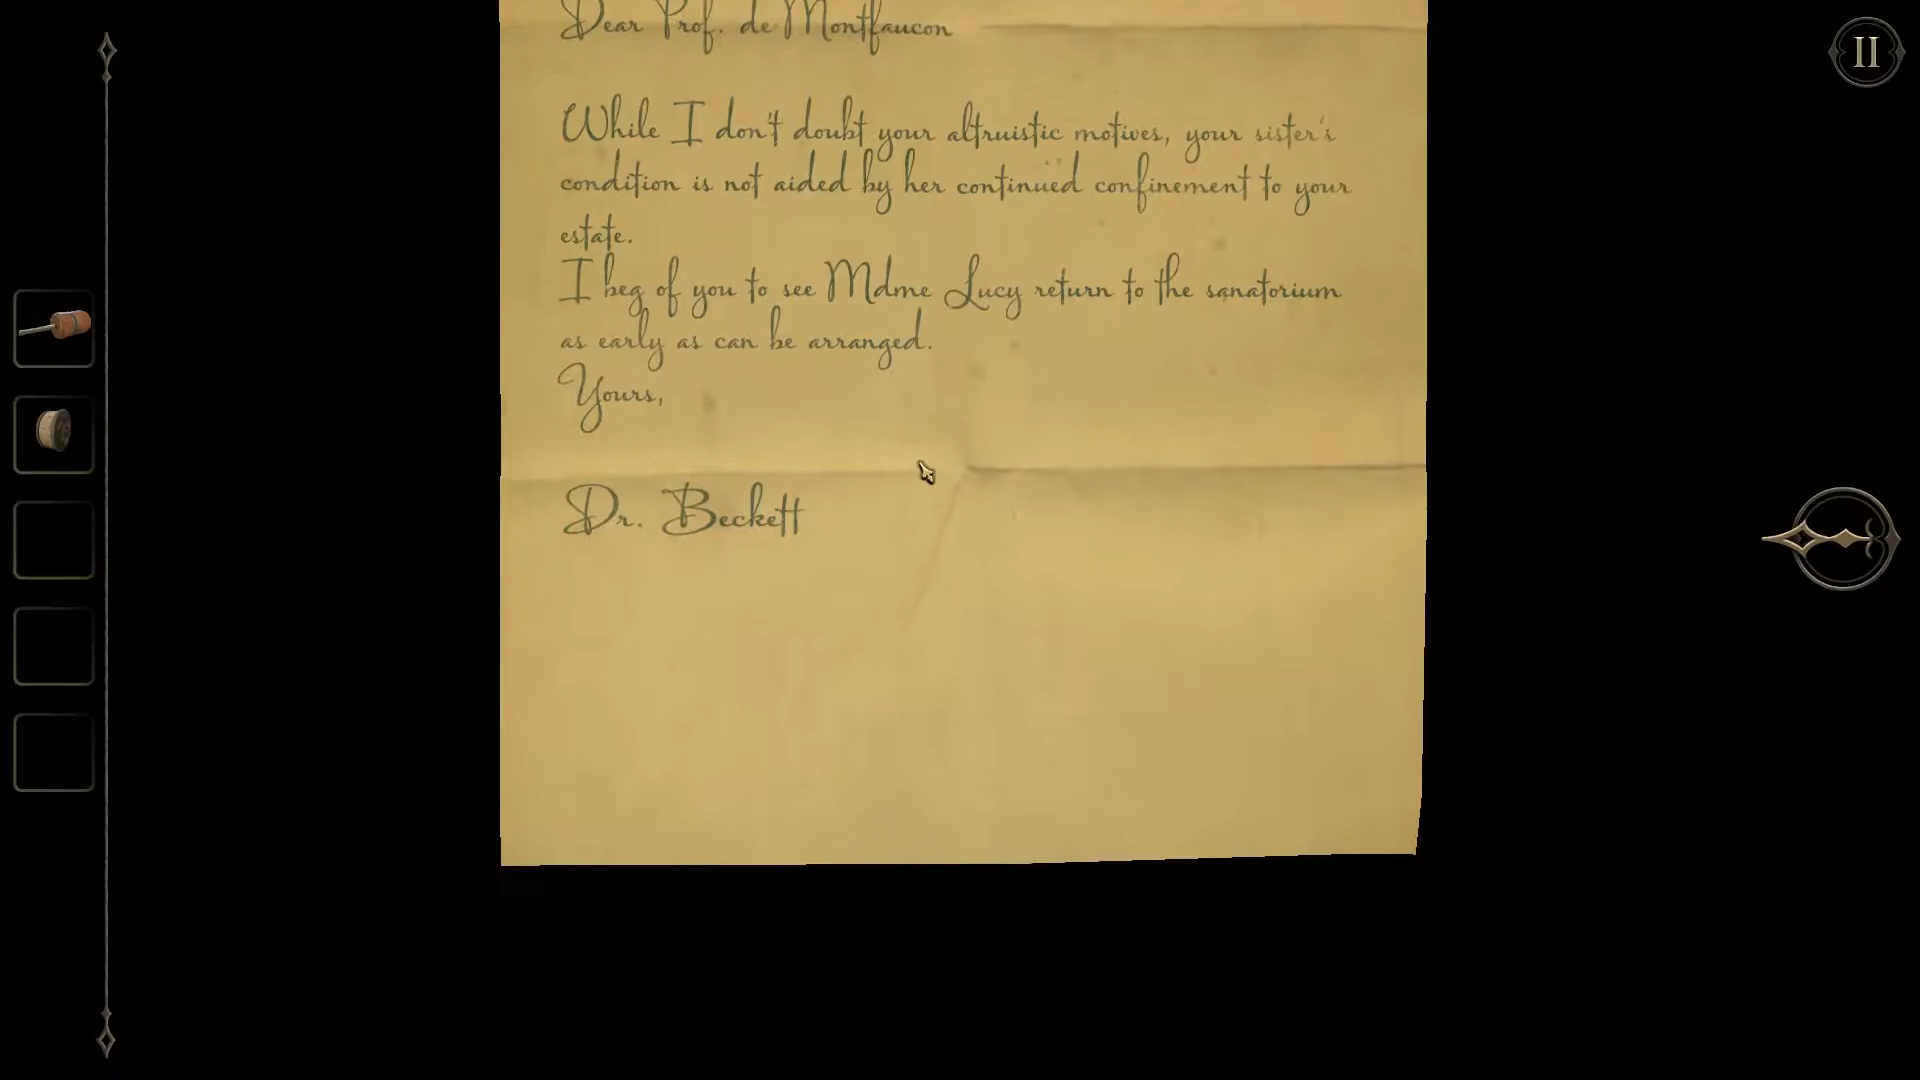 Dear Prof. de Montfaucon
While I don't doubt your altruistic motives, your sister's
condition is not aided by her continued confinement to your
estate.
I beg of you to see Mdme Lucy return to the sanatorium
as early as can be arranged.
Yours,
Dr. Beckett
II